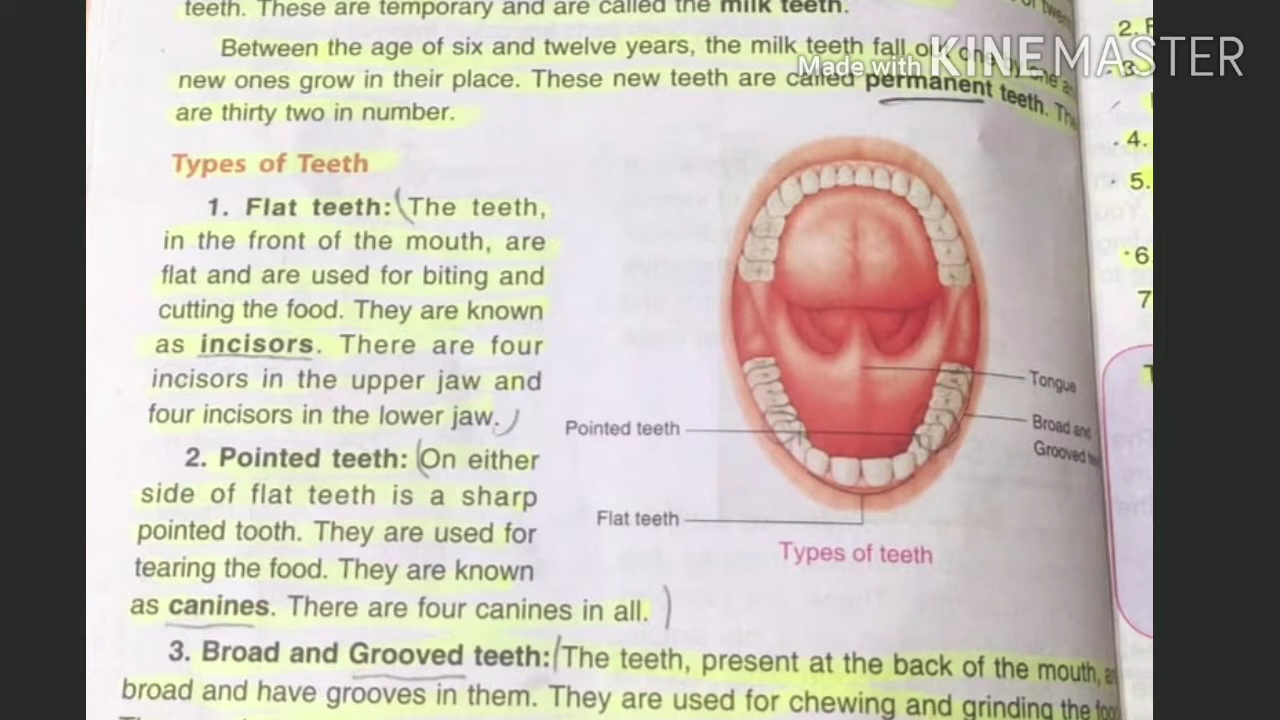 teeth. These are temporary and are called the milk teeth.
Between the age of six and twelve years, the milk teeth fall
new ones grow in their place. These new teeth are called permanent teeth.
are thirty two in number.
Types of Teeth
1. Flat teeth: (The teeth,
in the front of the mouth, are
flat and are used for biting and
cutting the food. They are known
as incisors. There are four
incisors in the upper jaw and
four incisors in the lower jaw.)
2. Pointed teeth: (On either
side of flat teeth is a sharp
pointed tooth. They are used for
tearing the food. They are known
as canines. There are four canines in all. )
3. Broad and Grooved teeth: (The teeth, present at the back of the mouth,
broad and have grooves in them. They are used for chewing and grinding the
Tongue
Broad and
Grooved
Pointed teeth
Flat teeth
Types of teeth
2.
3.
4.
5.
6.
7
Made with KINEMASTER